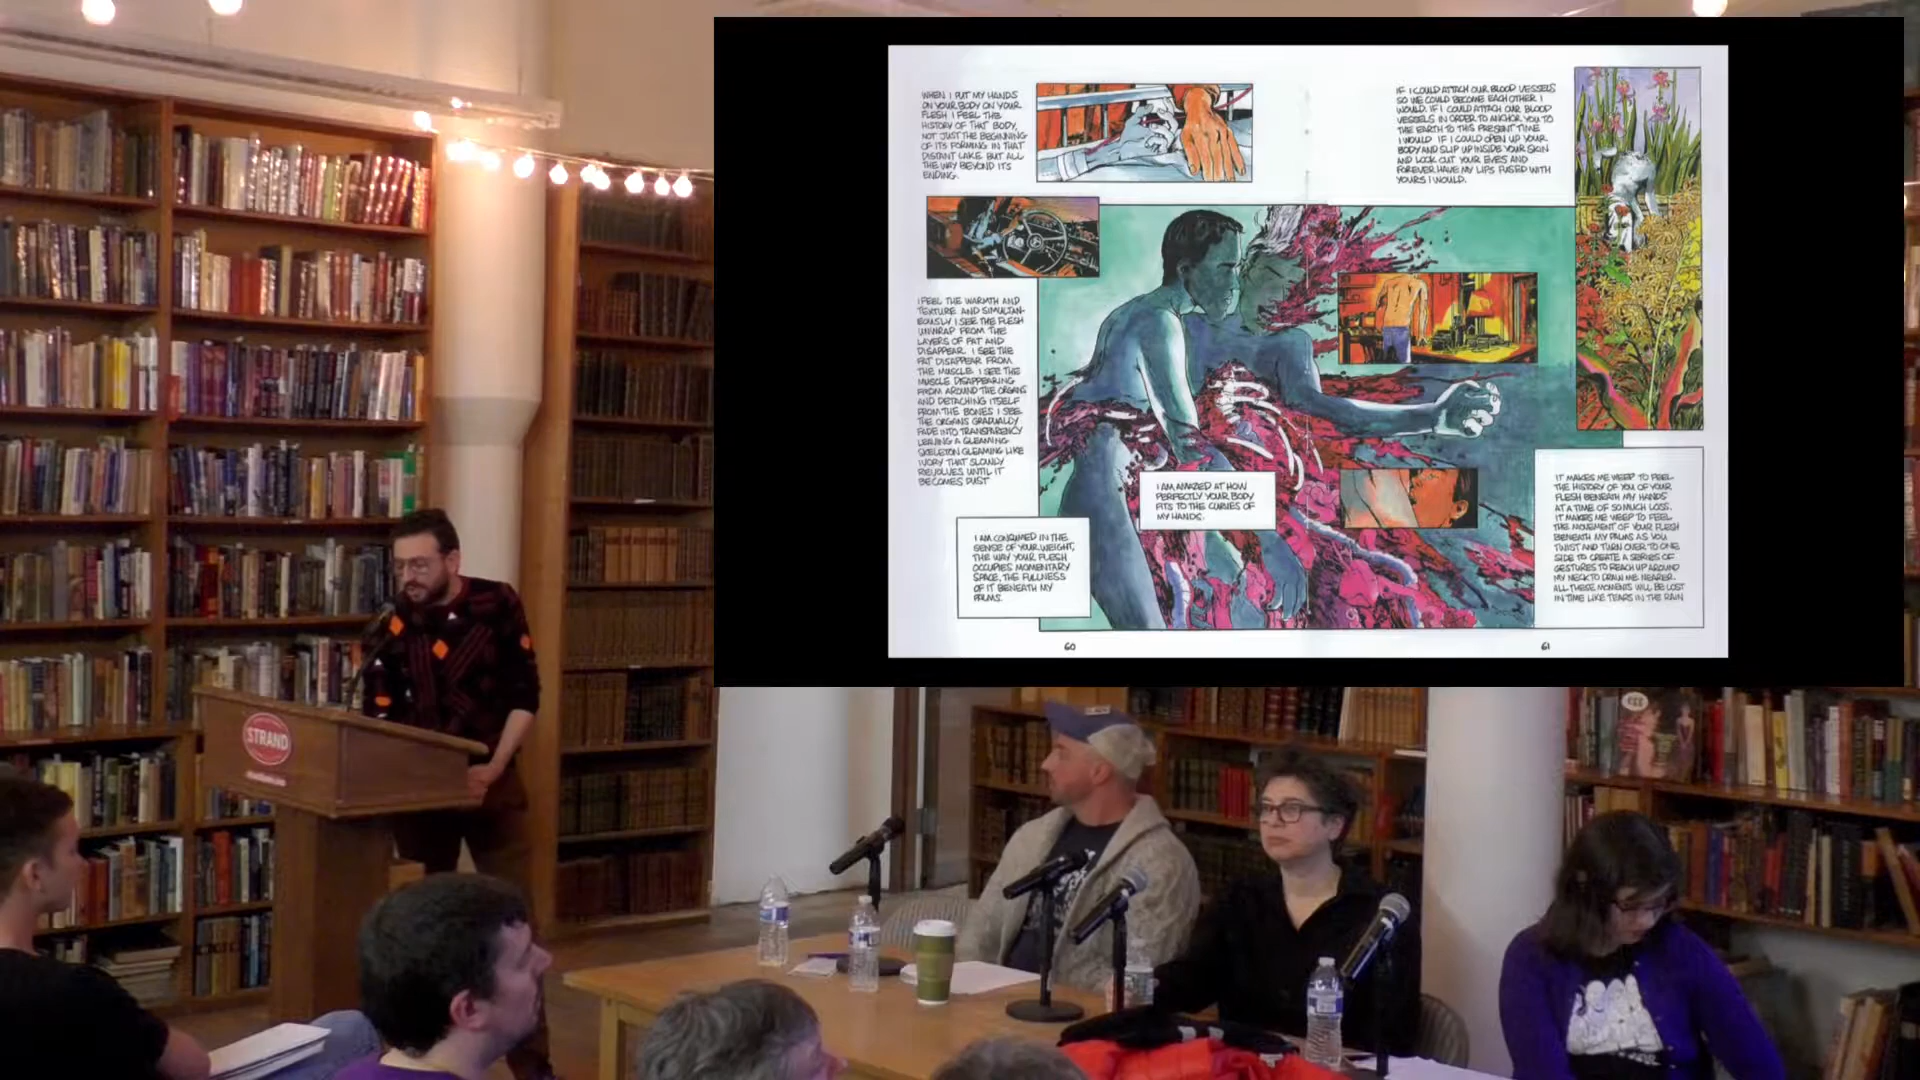 WHEN I PUT MY HANDS
ON YOUR BODY ON YOUR
FLESH I FEEL THE
HISTORY OF THAT BODY,
NOT JUST THE BEGINNING
OF ITS FORMING IN THAT
DISTANT LAKE BUT ALL
THE WAY BEYOND ITS
ENDING.
I FEEL THE WARMTH AND
TEXTURE AND SIMULTAN-
EOUSLY I SEE THE FLESH
UNWRAP FROM THE
LAYERS OF FAT AND
DISAPPEAR. I SEE THE
FAT DISAPPEAR FROM
THE MUSCLE. I SEE THE
MUSCLE DISAPPEARING
FROM AROUND THE ORGANS
AND DETACHING ITSELF
FROM THE BONES. I SEE
THE ORGANS GRADUALLY
FADE INTO TRANSPARENCY
LEAVING A GLEAMING
SKELETON GLEAMING LIKE
IVORY THAT SLOWLY
REVOLVES UNTIL IT
BECOMES DUST
I AM CONSUMED IN THE
SENSE OF YOUR WEIGHT,
THE WAY YOUR FLESH
OCCUPIES MOMENTARY
SPACE, THE FULLNESS
OF IT BENEATH MY
PALMS.
I AM AMAZED AT HOW
PERFECTLY YOUR BODY
FITS TO THE CURVES OF
MY HANDS.
IF I COULD ATTACH OUR BLOOD VESSELS
SO WE COULD BECOME EACH OTHER I
WOULD. IF I COULD ATTACH OUR BLOOD
VESSELS IN ORDER TO ANCHOR YOU TO
THE EARTH TO THIS PRESENT TIME
I WOULD. IF I COULD OPEN UP YOUR
BODY AND SLIP UP INSIDE YOUR SKIN
AND LOOK OUT YOUR EYES AND
FOREVER HAVE MY LIPS FUSED WITH
YOURS I WOULD.
IT MAKES ME WEEP TO FEEL
THE HISTORY OF YOU OF YOUR
FLESH BENEATH MY HANDS
AT A TIME OF SO MUCH LOSS.
IT MAKES ME WEEP TO FEEL
THE MOVEMENT OF YOUR FLESH
BENEATH MY PALMS AS YOU
TWIST AND TURN OVER TO ONE
SIDE TO CREATE A SERIES OF
GESTURES TO REACH UP AROUND
MY NECK TO DRAW ME NEARER.
ALL THESE MOMENTS WILL BE LOST
IN TIME LIKE TEARS IN THE RAIN
60
61
STRAND